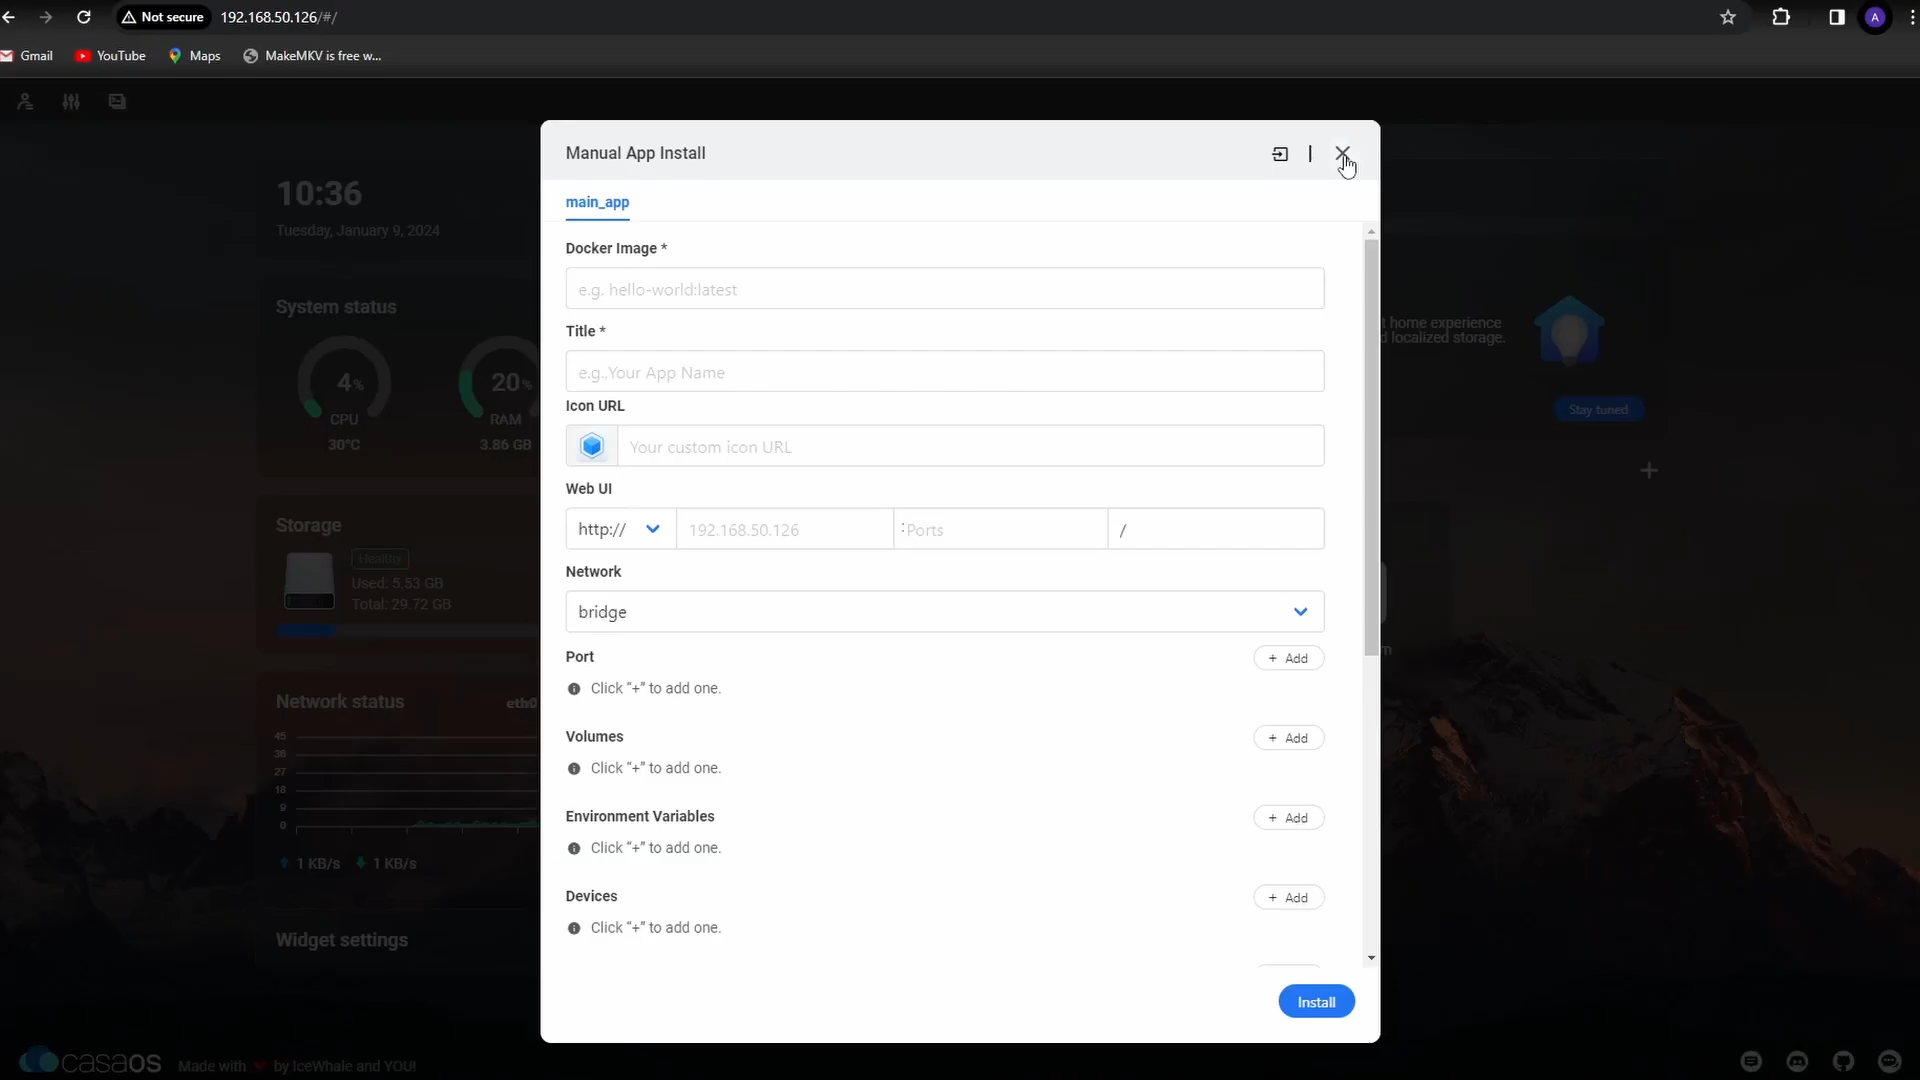 Not secure 192.168.50.126/#/
A
Gmail YouTube Maps MakeMKV is free w...
10:36
Tuesday, January 9, 2024
System status
4%
CPU
30°C
20%
RAM
3.86 GB
Storage
Healthy
Used: 5.53 GB
Total: 29.72 GB
Network status eth0
45
36
27
18
9
0
1 KB/s 1 KB/s
Widget settings
Manual App Install
main_app
Docker Image *
e.g. hello-world:latest
Title *
e.g.,Your App Name
Icon URL
Your custom icon URL
Web UI
http:// 192.168.50.126 : Ports /
Network
bridge
Port + Add
Click “+” to add one.
Volumes + Add
Click “+” to add one.
Environment Variables + Add
Click “+” to add one.
Devices + Add
Click “+” to add one.
Install
t home experience
d localized storage.
Stay tuned
+
m
casaos Made with ❤ by IceWhale and YOU!